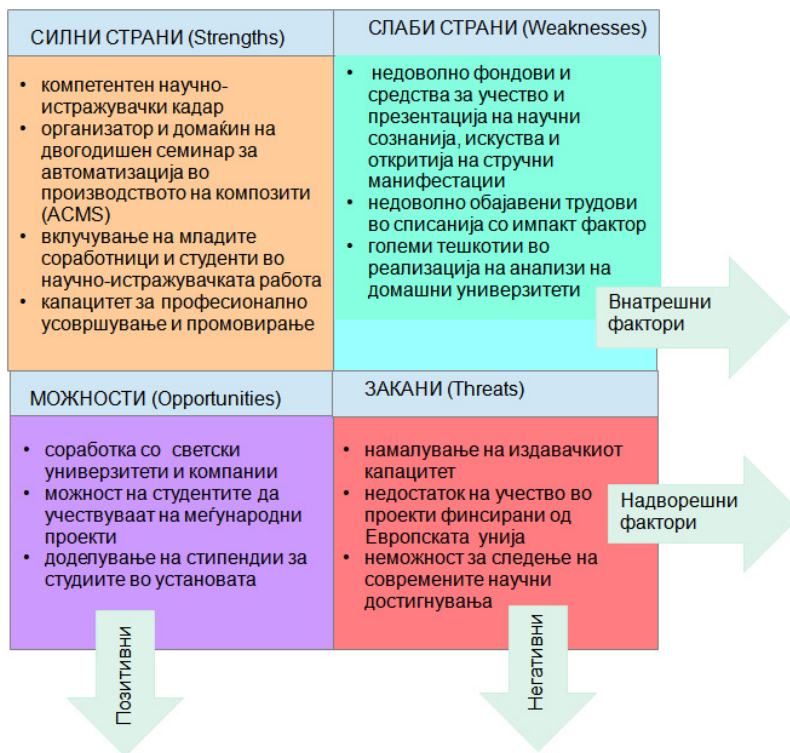 СИЛНИ СТРАНИ (Strengths)
• компетентен научно-
истражувачки кадар
• организатор и домаќин на
двогодишен семинар за
автоматизација во
производството на композити
(ACMS)
• вклучување на младите
соработници и студенти во
научно-истражувачката работа
• капацитет за професионално
усовршување и промовирање
СЛАБИ СТРАНИ (Weaknesses)
• недоволно фондови и
средства за учество и
презентација на научни
сознанија, искуства и
откритија на стручни
манифестации
• недоволно обајавени трудови
во списанија со импакт фактор
• големи тешкотии во
реализација на анализи на
домашни универзитети
Внатрешни
фактори
МОЖНОСТИ (Opportunities)
• соработка со светски
универзитети и компании
• можност на студентите да
учествуваат на меѓународни
проекти
• доделување на стипендии за
студиите во установата
ЗАКАНИ (Threats)
• намалување на издавачкиот
капацитет
• недостаток на учество во
проекти финсирани од
Европската унија
• неможност за следење на
современите научни
достигнувања
Надворешни
фактори
Позитивни
Негативни